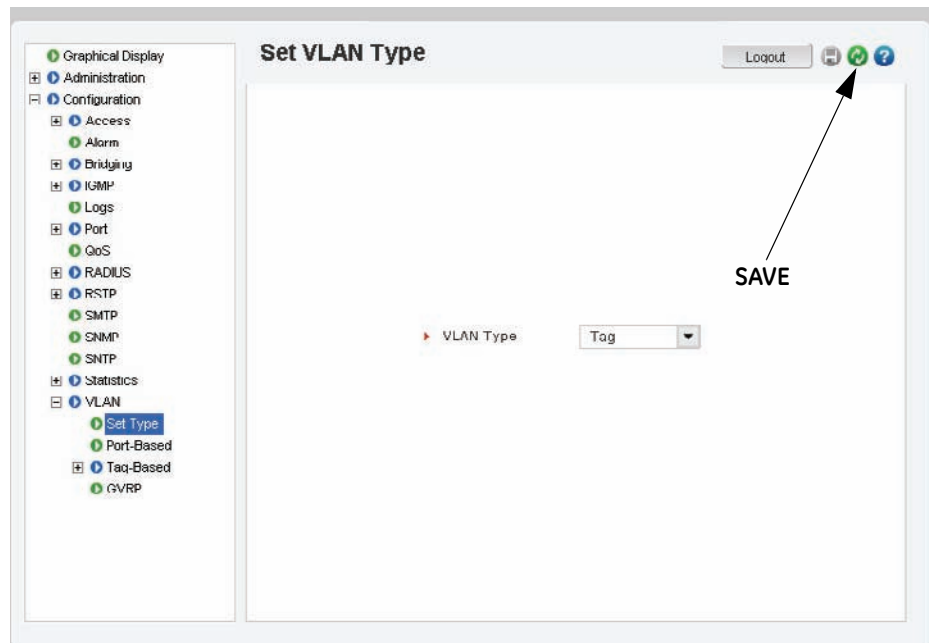 Set VLAN Type
Logout
Graphical Display
Administration
Configuration
Access
Alarm
Bridging
IGMP
Logs
Port
QoS
RADIUS
RSTP
SMTP
SNMP
SNTP
Statistics
VLAN
Set Type
Port-Based
Tag-Based
GVRP
SAVE
VLAN Type Tag